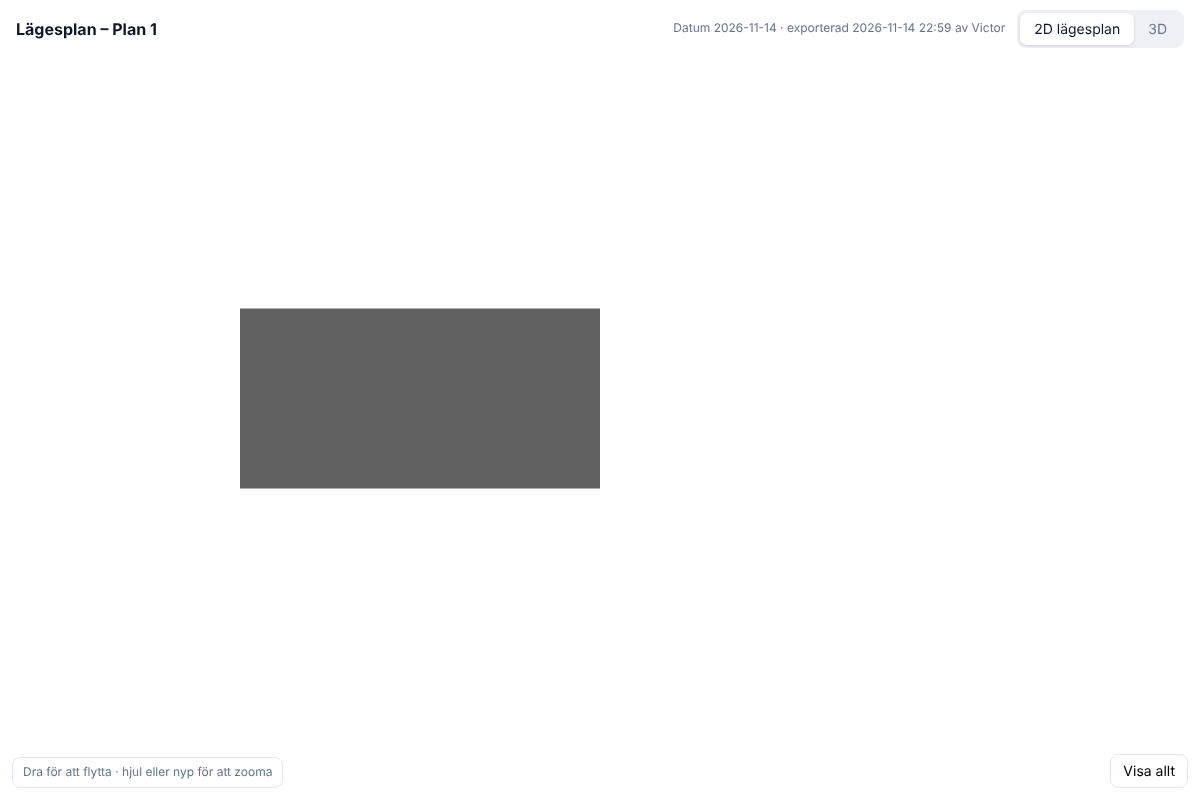 Lägesplan – Plan 1
Datum 2026-11-14 · exporterad 2026-11-14 22:59 av Victor
2D lägesplan
3D
Dra för att flytta · hjul eller nyp för att zooma
Visa allt